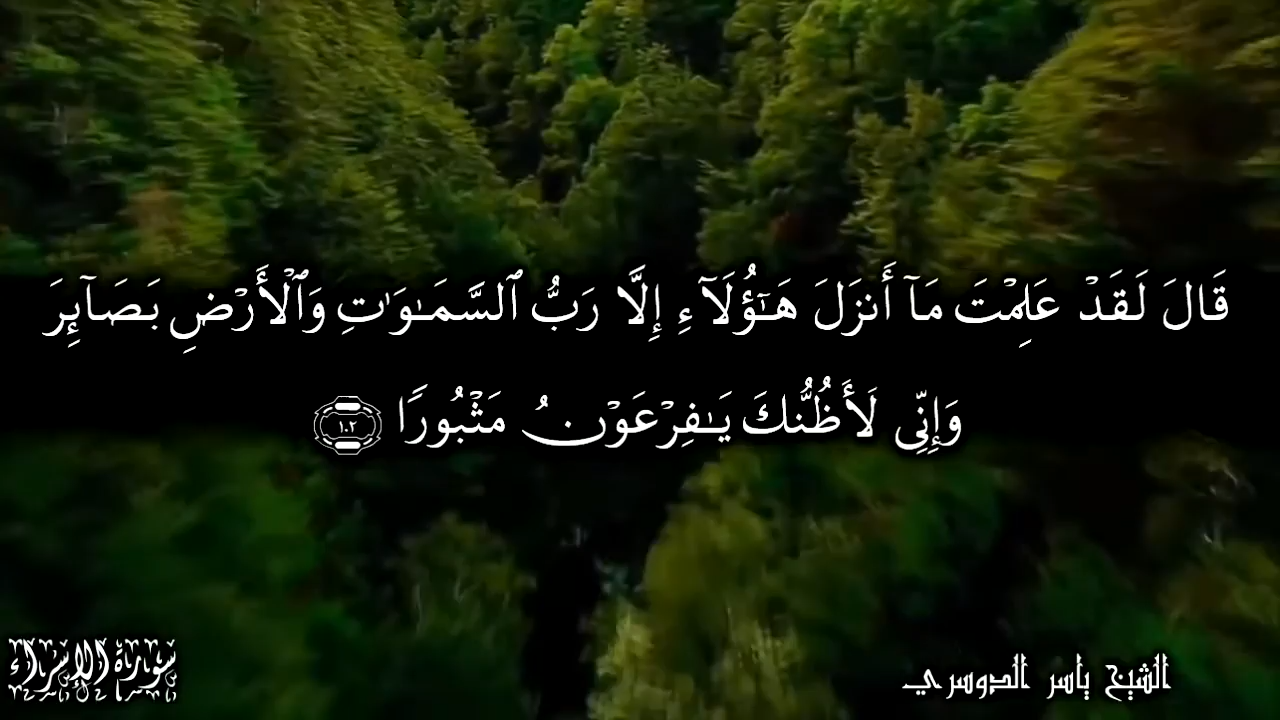 قَالَ لَقَدْ عَلِمْتَ مَآ أَنزَلَ هَـٰٓؤُلَآءِ إِلَّا رَبُّ ٱلسَّمَـٰوَٰتِ وَٱلْأَرْضِ بَصَآئِرَ
وَإِنِّى لَأَظُنُّكَ يَـٰفِرْعَوْنُ مَثْبُورًا ١٠٢
سورة الإسراء
الشيخ ياسر الدوسري